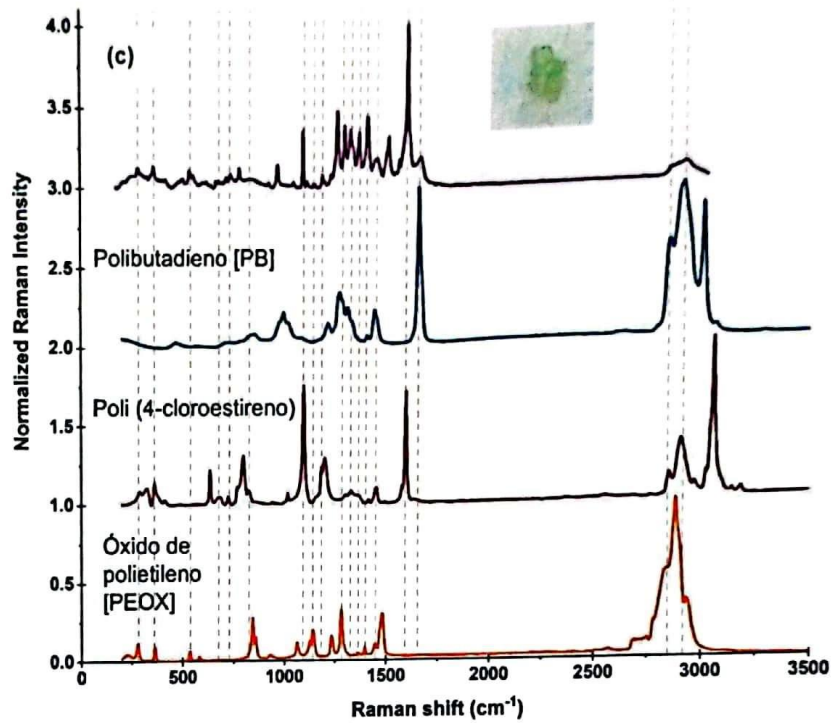 (c)
4.0
3.5
3.0
2.5
2.0
1.5
1.0
0.5
0.0
Normalized Raman Intensity
Polibutadieno [PB]
Poli (4-cloroestireno)
Óxido de
polietileno
[PEOX]
0
500
1000
1500
2000
2500
3000
3500
Raman shift (cm⁻¹)